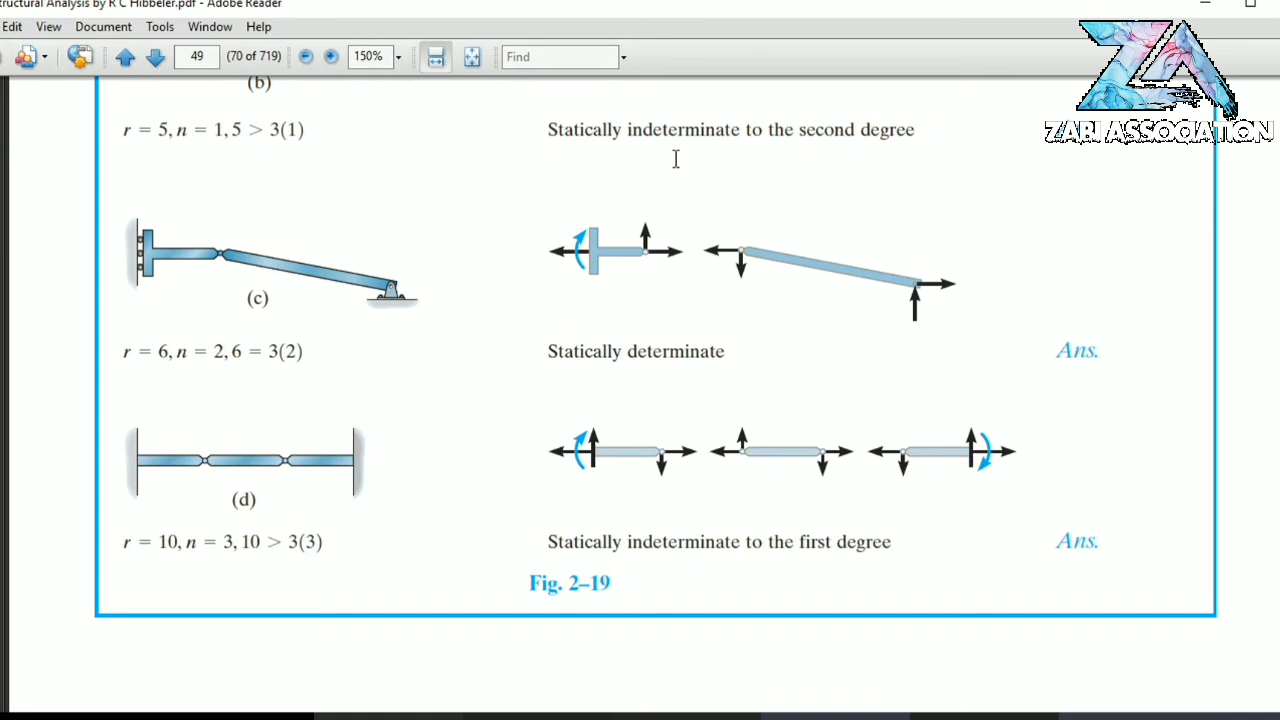 tructural Analysis by R C Hibbeler.pdf - Adobe Reader
Edit View Document Tools Window Help
49 (70 of 719) 150% Find
ZA
ZABI ASSOCIATION
(b)
r = 5, n = 1, 5 > 3(1) Statically indeterminate to the second degree
(c)
r = 6, n = 2, 6 = 3(2) Statically determinate Ans.
(d)
r = 10, n = 3, 10 > 3(3) Statically indeterminate to the first degree Ans.
Fig. 2–19